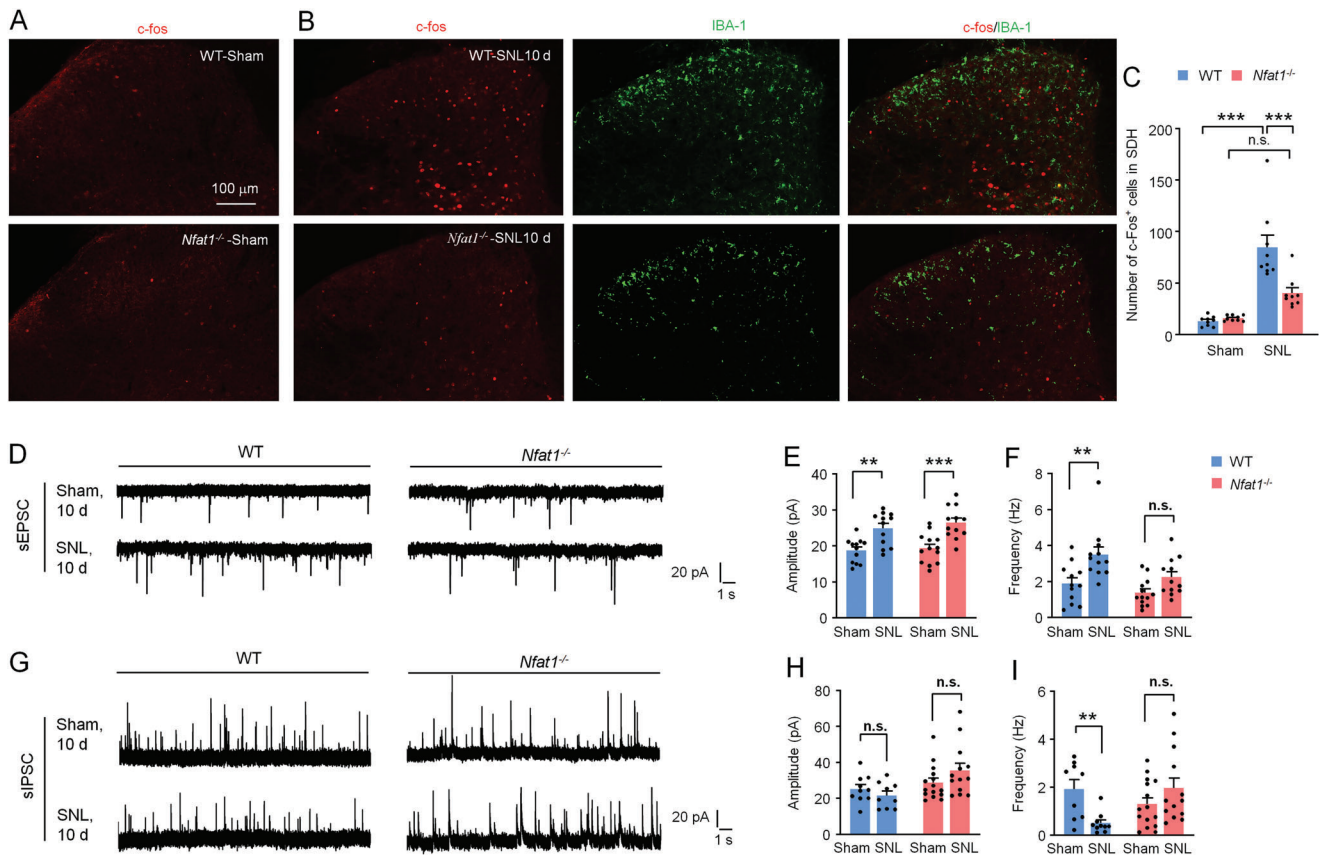 A
c-fos
WT-Sham
100 μm
Nfat1-/- -Sham
B
c-fos
IBA-1
c-fos/IBA-1
WT-SNL10 d
Nfat1-/--SNL10 d
C
WT
Nfat1-/-
***
***
n.s.
Number of c-Fos+ cells in SDH
200
150
100
50
0
Sham
SNL
D
WT
Nfat1-/-
sEPSC
Sham,
10 d
SNL,
10 d
20 pA
1 s
E
**
***
Amplitude (pA)
40
30
20
10
0
Sham SNL
Sham SNL
F
**
n.s.
Frequency (Hz)
8
6
4
2
0
Sham SNL
Sham SNL
WT
Nfat1-/-
G
WT
Nfat1-/-
sIPSC
Sham,
10 d
SNL,
10 d
20 pA
1 s
H
n.s.
n.s.
Amplitude (pA)
80
60
40
20
0
Sham SNL
Sham SNL
I
**
n.s.
Frequency (Hz)
6
4
2
0
Sham SNL
Sham SNL